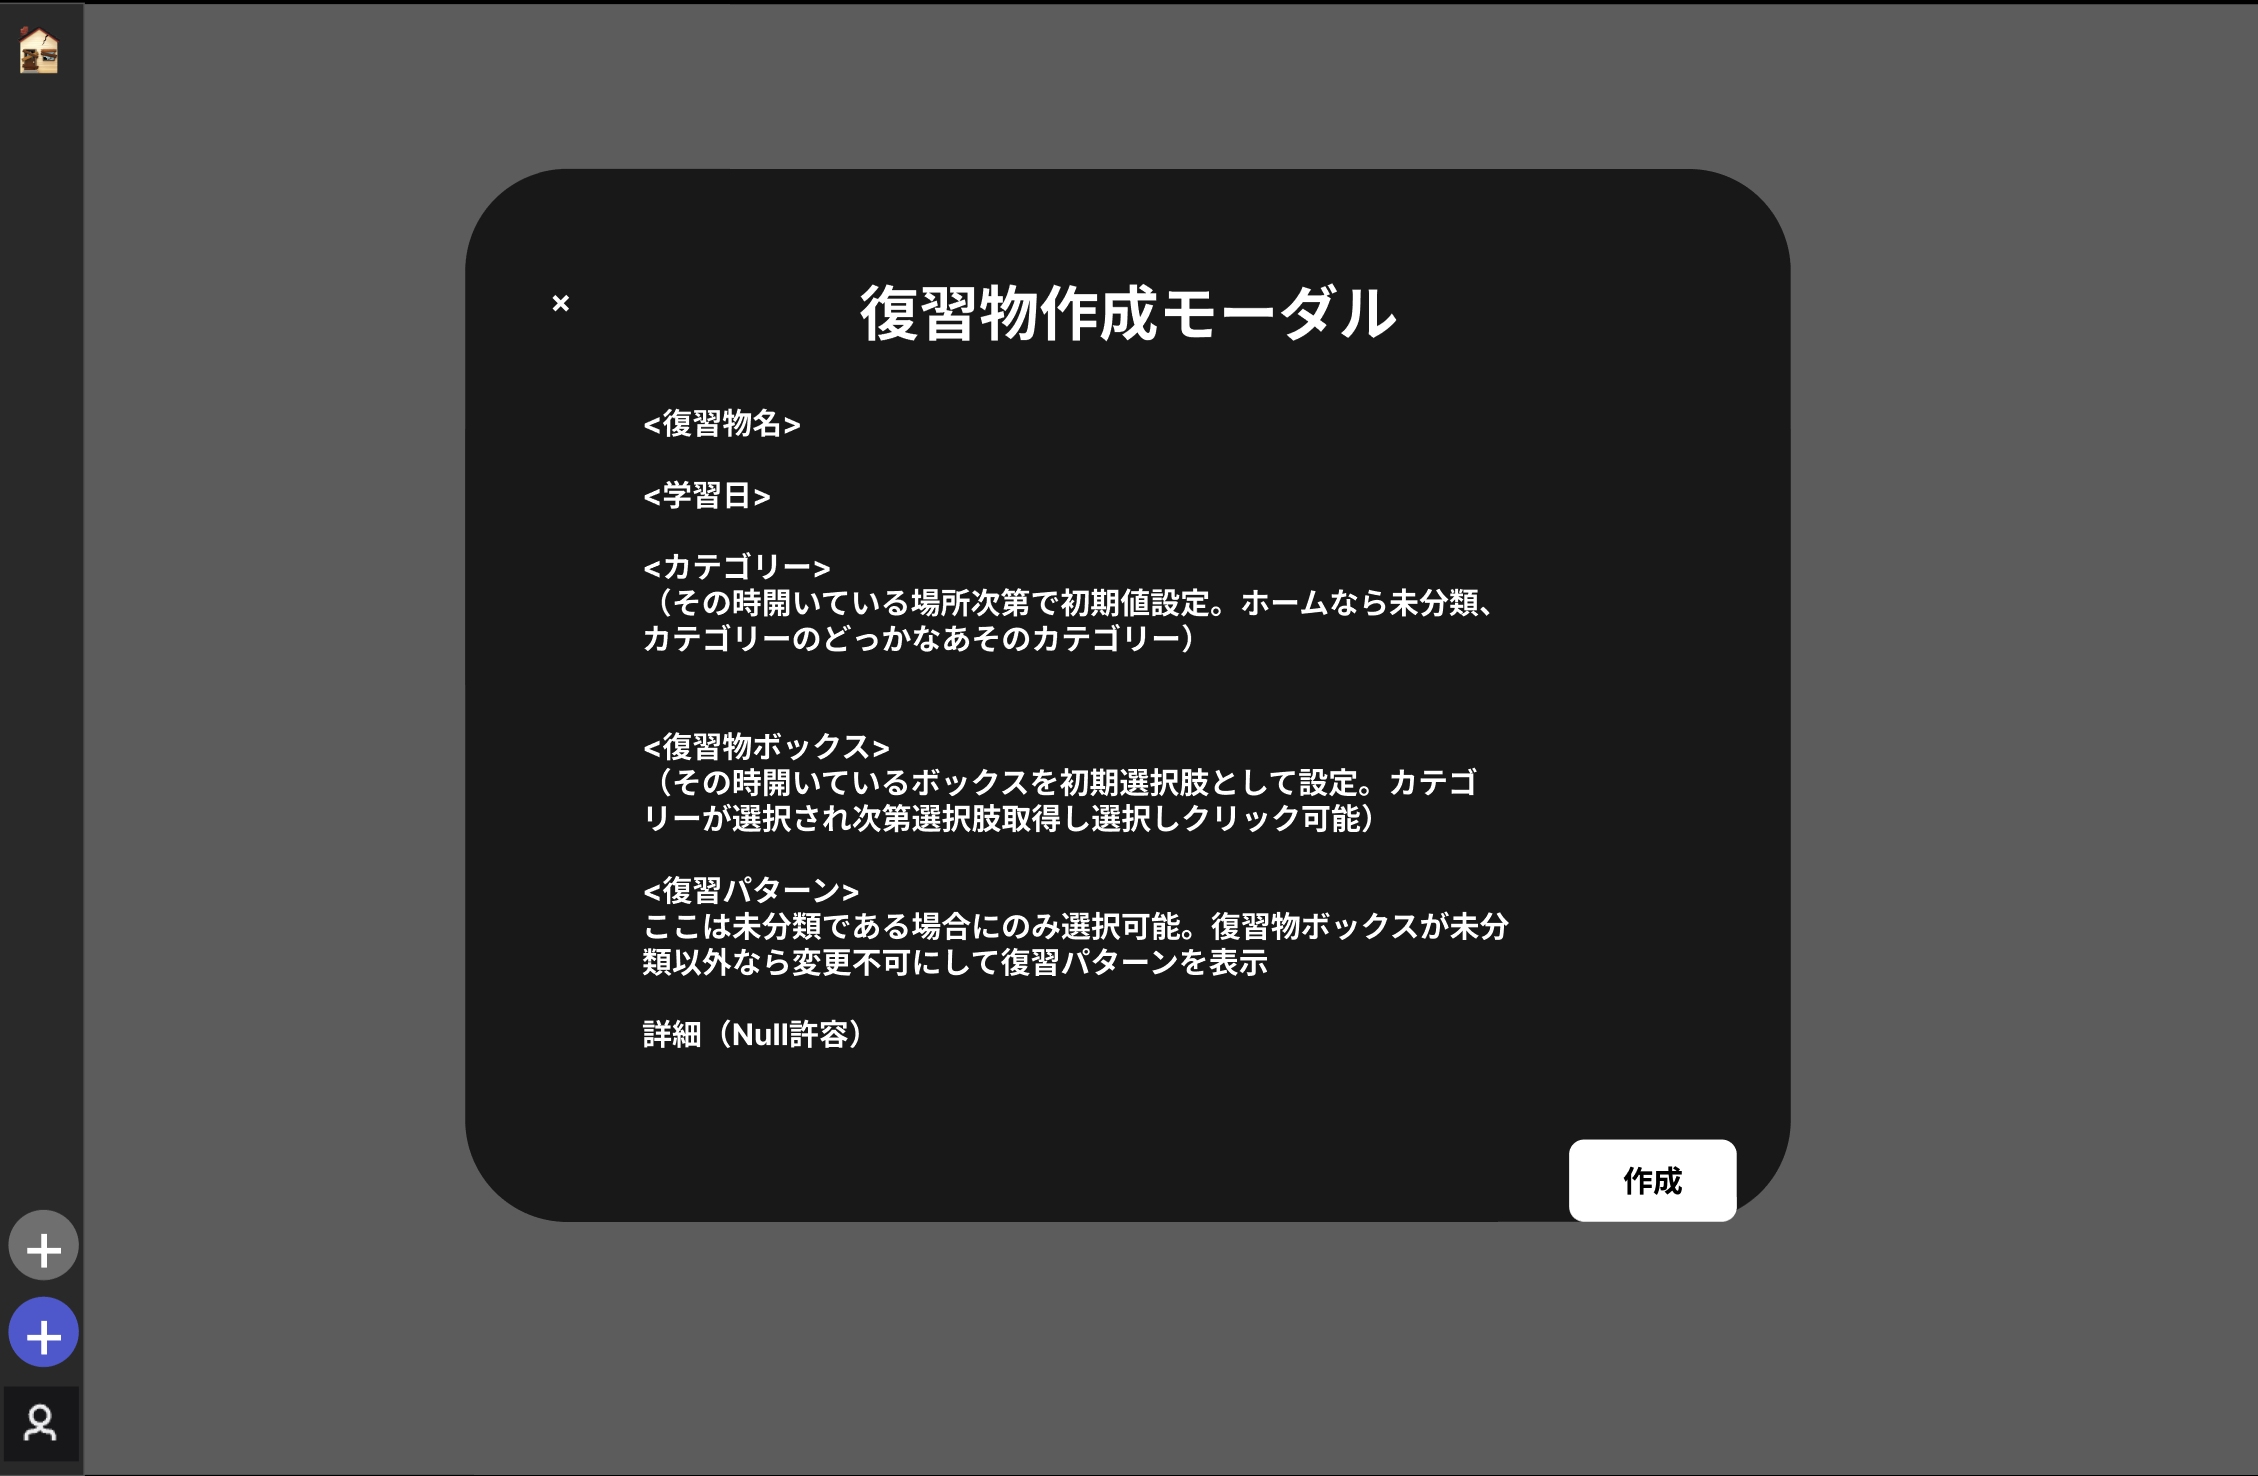 ×
復習物作成モーダル
<復習物名>
<学習日>
<カテゴリー>
（その時開いている場所次第で初期値設定。ホームなら未分類、
カテゴリーのどっかなあそのカテゴリー）
<復習物ボックス>
（その時開いているボックスを初期選択肢として設定。カテゴ
リーが選択され次第選択肢取得し選択しクリック可能）
<復習パターン>
ここは未分類である場合にのみ選択可能。復習物ボックスが未分
類以外なら変更不可にして復習パターンを表示
詳細（Null許容）
作成